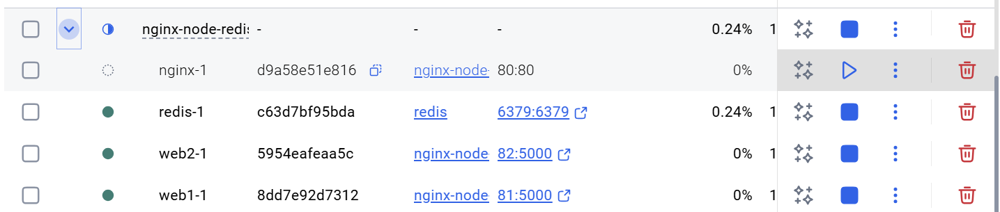 nginx-node-redis - - - 0.24% 1
nginx-1 d9a58e51e816 nginx-node- 80:80 0%
redis-1 c63d7bf95bda redis 6379:6379 0.24% 1
web2-1 5954eafeaa5c nginx-node- 82:5000 0% 1
web1-1 8dd7e92d7312 nginx-node- 81:5000 0% 1